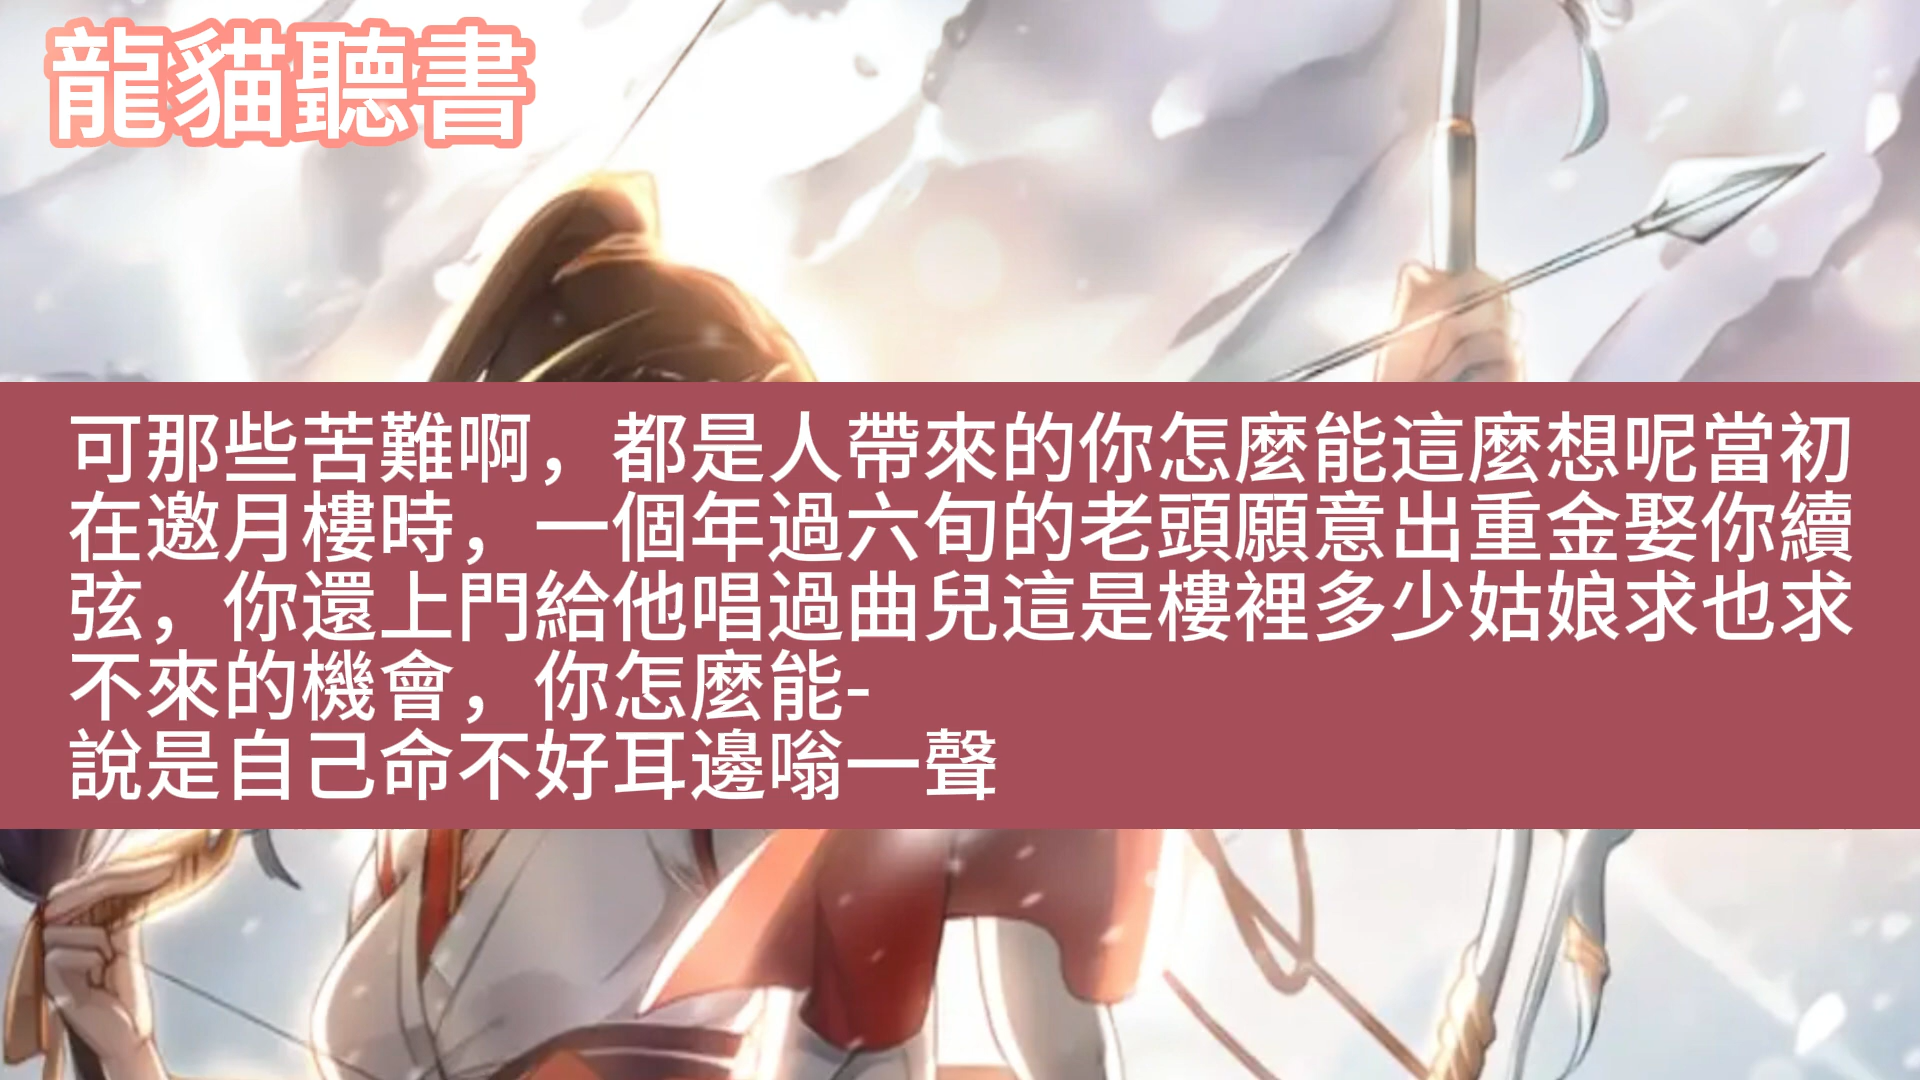 龍貓聽書
可那些苦難啊，都是人帶來的你怎麼能這麼想呢當初
在邀月樓時，一個年過六旬的老頭願意出重金娶你續
弦，你還上門給他唱過曲兒這是樓裡多少姑娘求也求
不來的機會，你怎麼能-
說是自己命不好耳邊嗡一聲